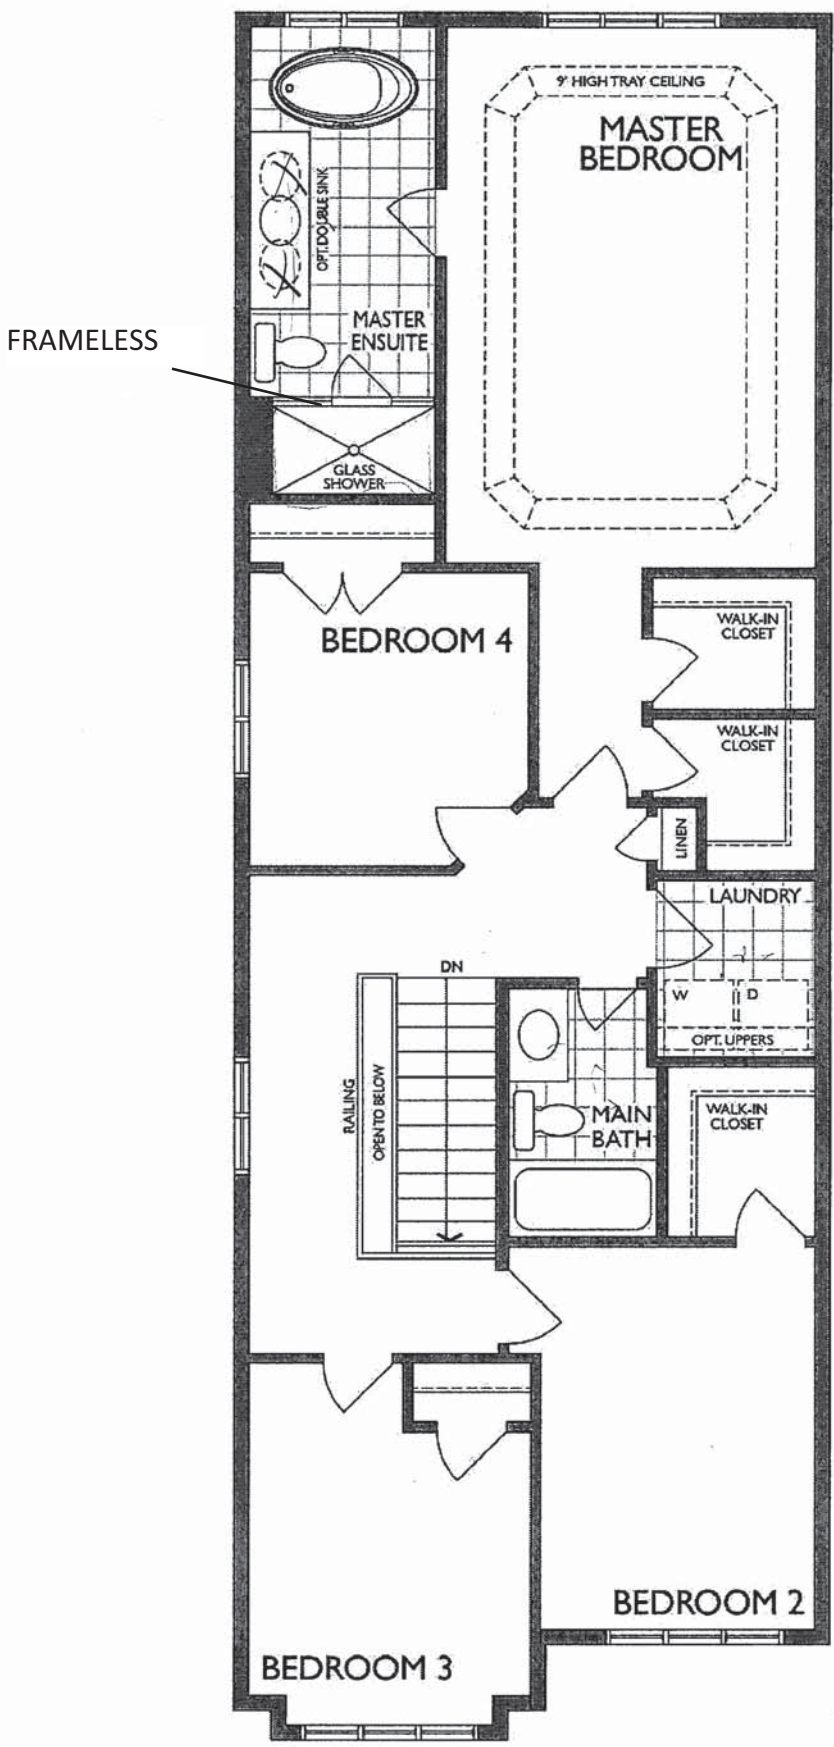 9' HIGH TRAY CEILING
MASTER
BEDROOM
OPT. DOUBLE SINK
MASTER
ENSUITE
FRAMELESS
GLASS
SHOWER
BEDROOM 4
WALK-IN
CLOSET
WALK-IN
CLOSET
LINEN
LAUNDRY
DN
W
D
OPT. UPPERS
RAILING
OPEN TO BELOW
MAIN
BATH
WALK-IN
CLOSET
BEDROOM 2
BEDROOM 3